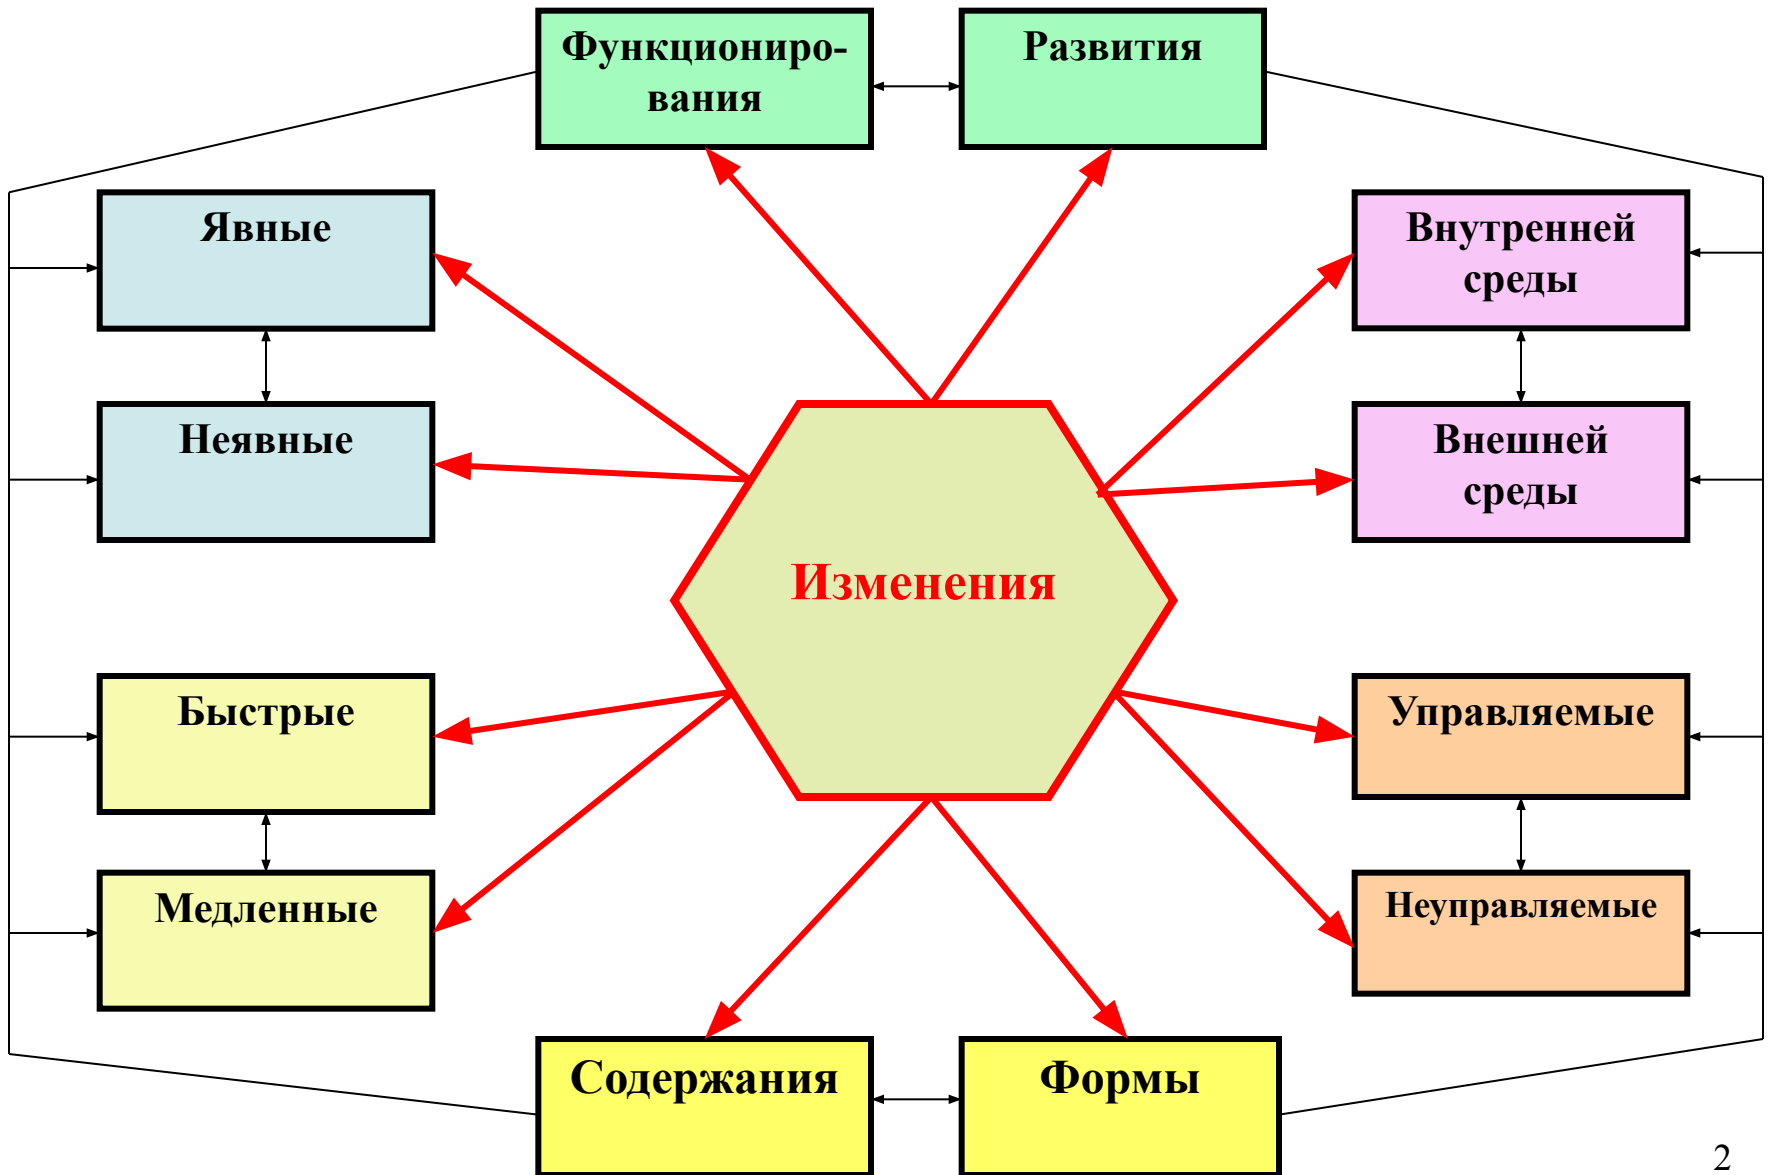 Функциониро-
вания
Развития
Явные
Внутренней
среды
Неявные
Внешней
среды
Изменения
Быстрые
Управляемые
Медленные
Неуправляемые
Содержания
Формы
2